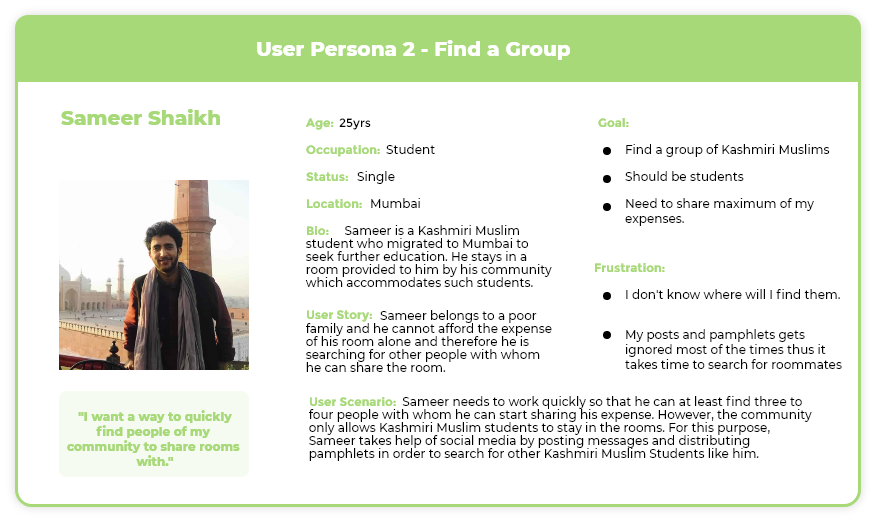 User Persona 2 - Find a Group
Sameer Shaikh
"I want a way to quickly
find people of my
community to share rooms
with."
Age: 25yrs
Occupation: Student
Status: Single
Location: Mumbai
Bio: Sameer is a Kashmiri Muslim
student who migrated to Mumbai to
seek further education. He stays in a
room provided to him by his community
which accommodates such students.
User Story: Sameer belongs to a poor
family and he cannot afford the expense
of his room alone and therefore he is
searching for other people with whom
he can share the room.
Goal:
Find a group of Kashmiri Muslims
Should be students
Need to share maximum of my
expenses.
Frustration:
I don't know where will I find them.
My posts and pamphlets gets
ignored most of the times thus it
takes time to search for roommates
User Scenario: Sameer needs to work quickly so that he can at least find three to
four people with whom he can start sharing his expense. However, the community
only allows Kashmiri Muslim students to stay in the rooms. For this purpose,
Sameer takes help of social media by posting messages and distributing
pamphlets in order to search for other Kashmiri Muslim Students like him.